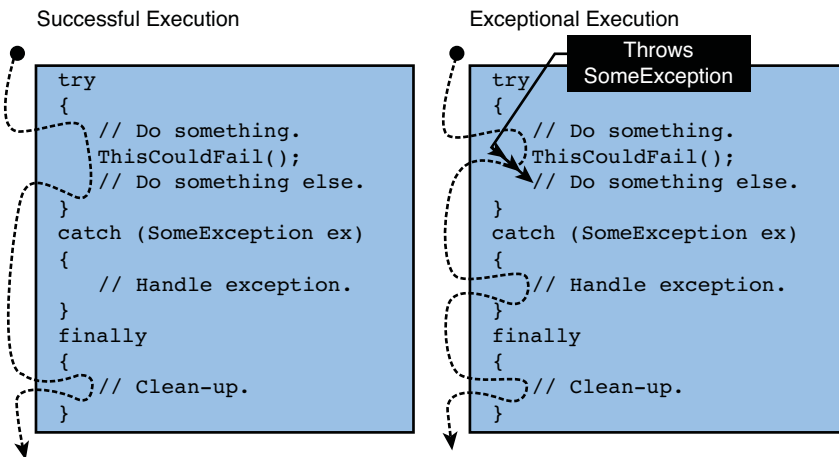 Successful Execution
try
{
// Do something.
ThisCouldFail();
// Do something else.
}
catch (SomeException ex)
{
// Handle exception.
}
finally
{
// Clean-up.
}
Exceptional Execution
Throws
SomeException
try
{
// Do something.
ThisCouldFail();
// Do something else.
}
catch (SomeException ex)
{
// Handle exception.
}
finally
{
// Clean-up.
}